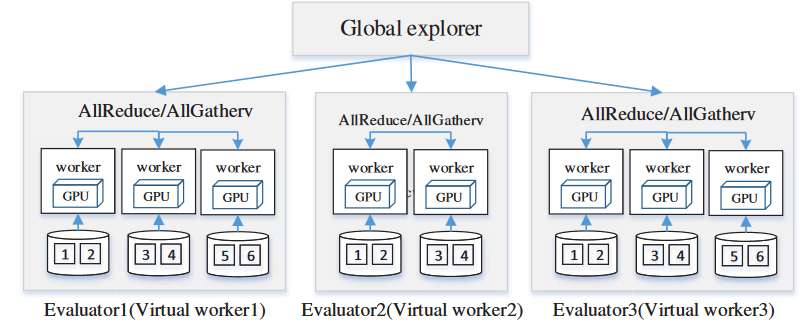 Global explorer
AllReduce/AllGatherv
AllReduce/AllGatherv
AllReduce/AllGatherv
worker worker worker
worker worker
worker worker worker
GPU GPU GPU
GPU GPU
GPU GPU GPU
1 2 3 4 5 6
1 2 3 4
1 2 3 4 5 6
Evaluator1(Virtual worker1)
Evaluator2(Virtual worker2)
Evaluator3(Virtual worker3)